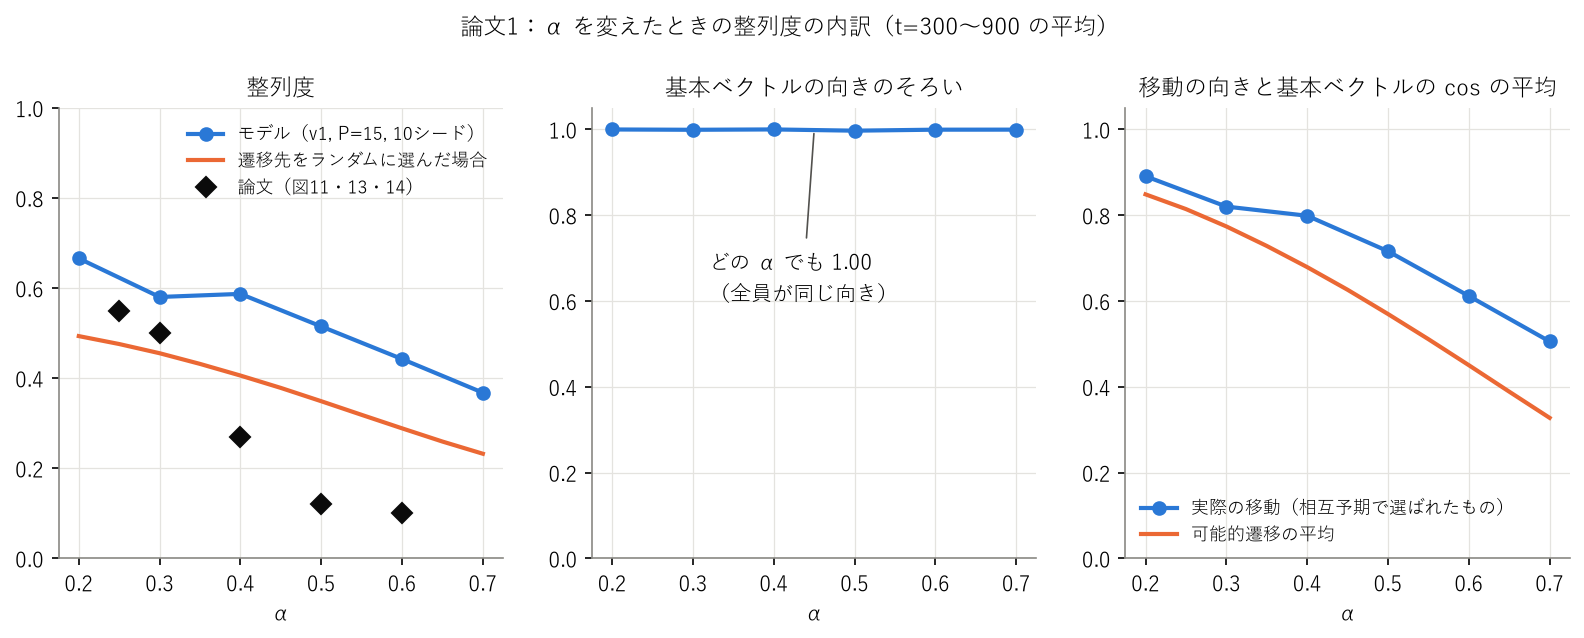 論文1： α を変えたときの整列度の内訳（t=300〜900 の平均）
整列度
1.0
0.8
0.6
0.4
0.2
0.0
0.2 0.3 0.4 0.5 0.6 0.7
α
モデル（v1, P=15, 10シード）
遷移先をランダムに選んだ場合
論文（図11・13・14）
基本ベクトルの向きのそろい
1.0
0.8
0.6
0.4
0.2
0.0
0.2 0.3 0.4 0.5 0.6 0.7
α
どの α でも 1.00
（全員が同じ向き）
移動の向きと基本ベクトルの cos の平均
1.0
0.8
0.6
0.4
0.2
0.0
0.2 0.3 0.4 0.5 0.6 0.7
α
実際の移動（相互予期で選ばれたもの）
可能的遷移の平均